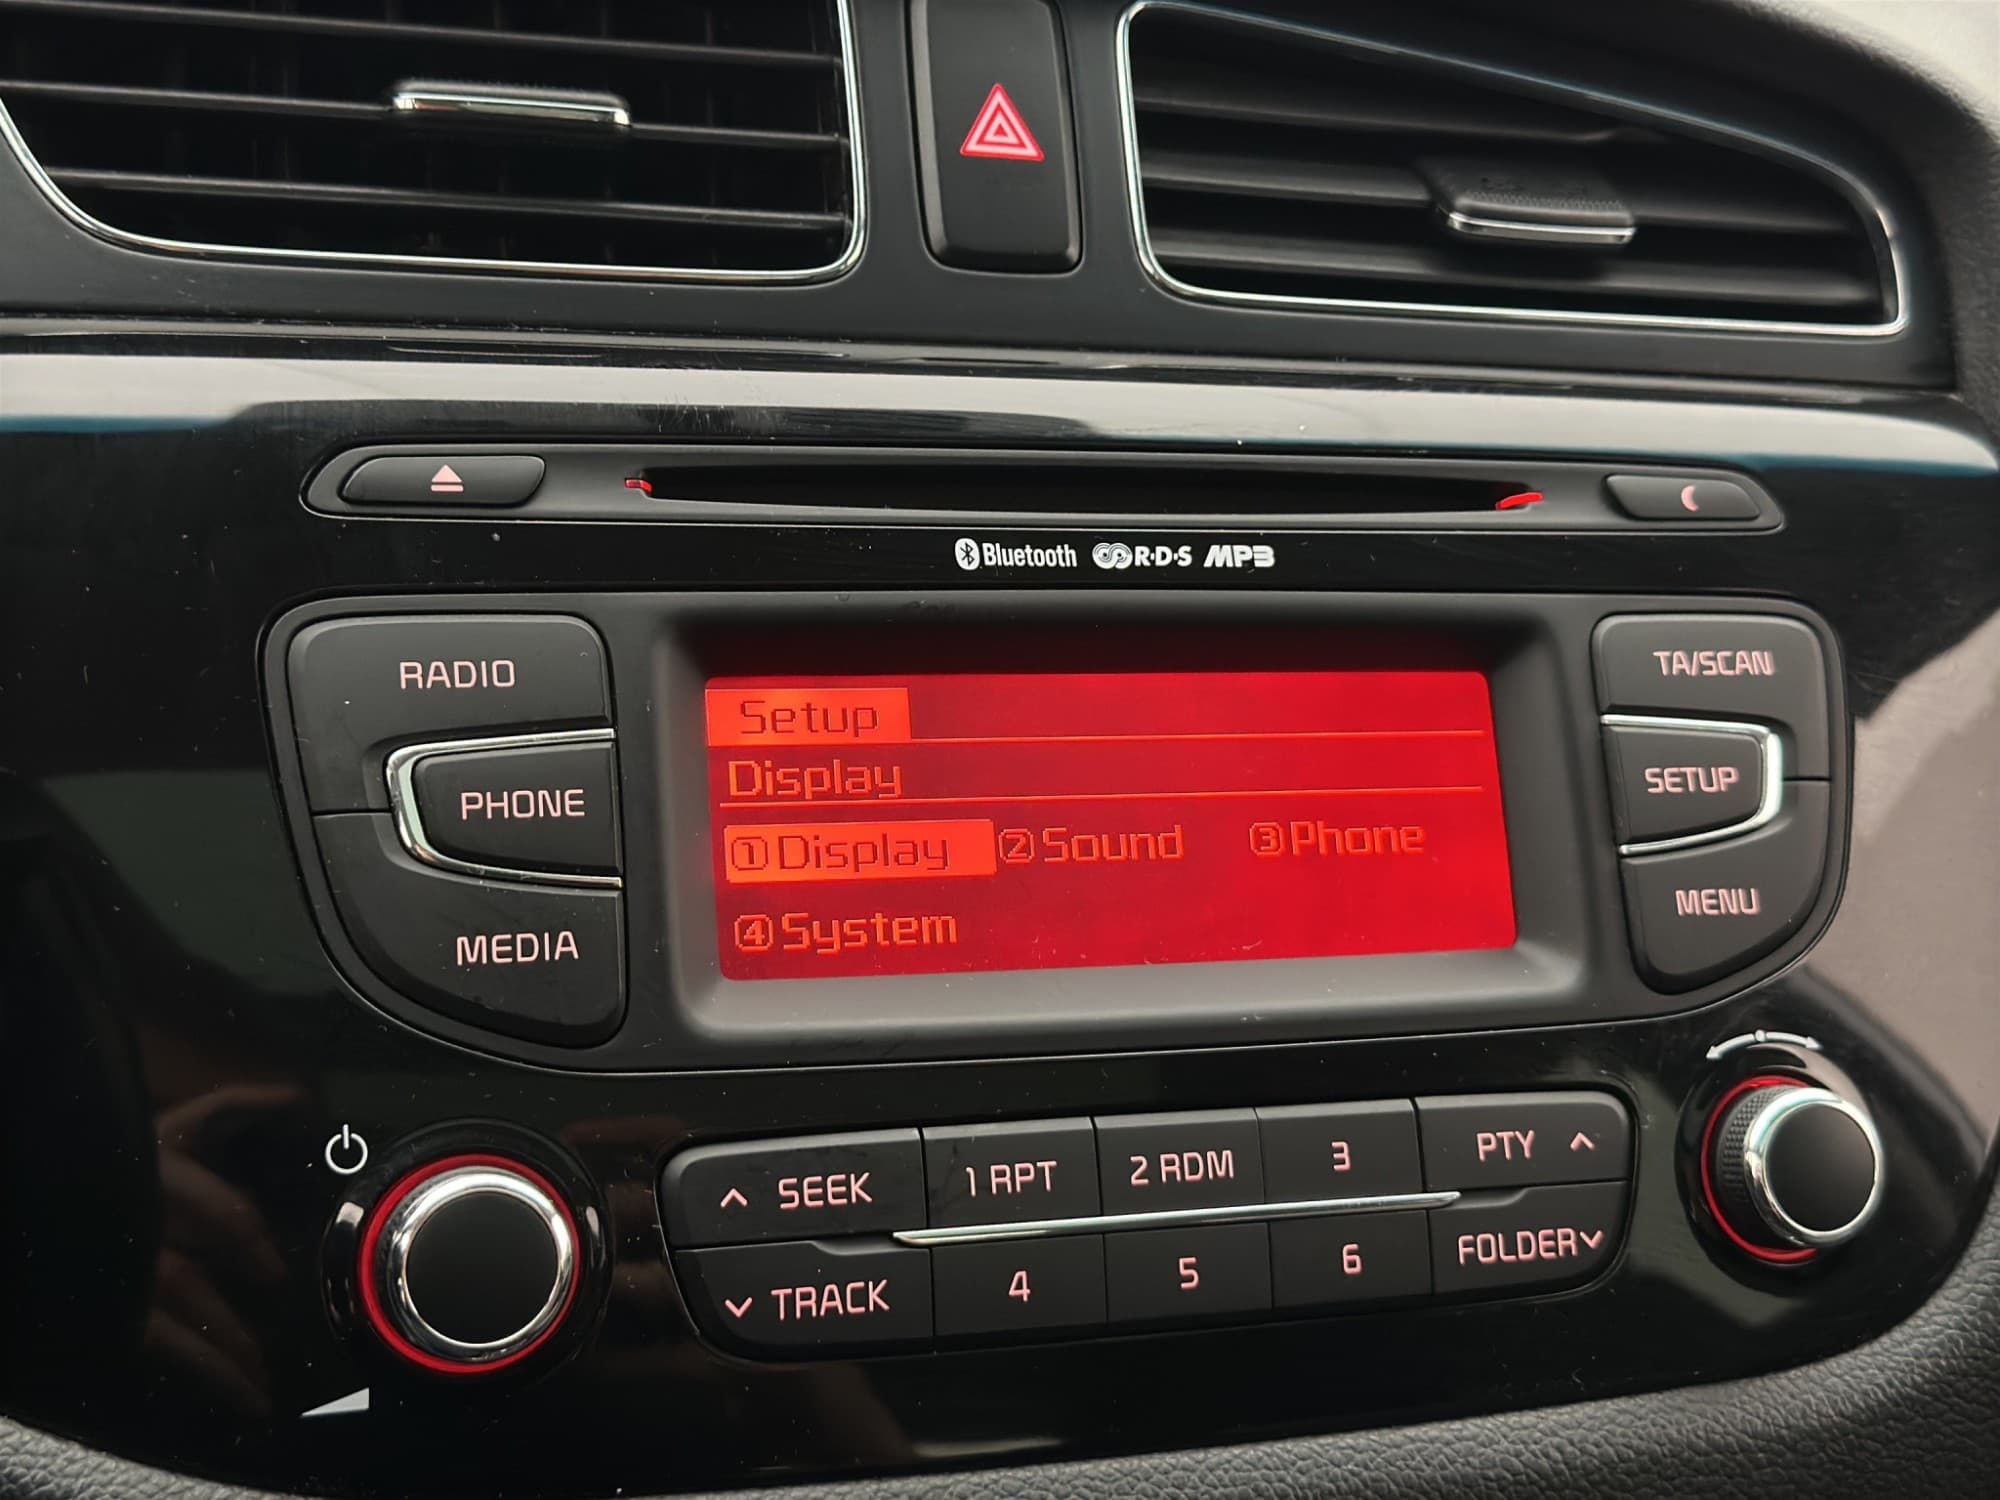 Bluetooth R·D·S MP3
RADIO
PHONE
MEDIA
Setup
Display
①Display ②Sound ③Phone
④System
TA/SCAN
SETUP
MENU
SEEK 1 RPT 2 RDM 3 PTY
TRACK 4 5 6 FOLDER